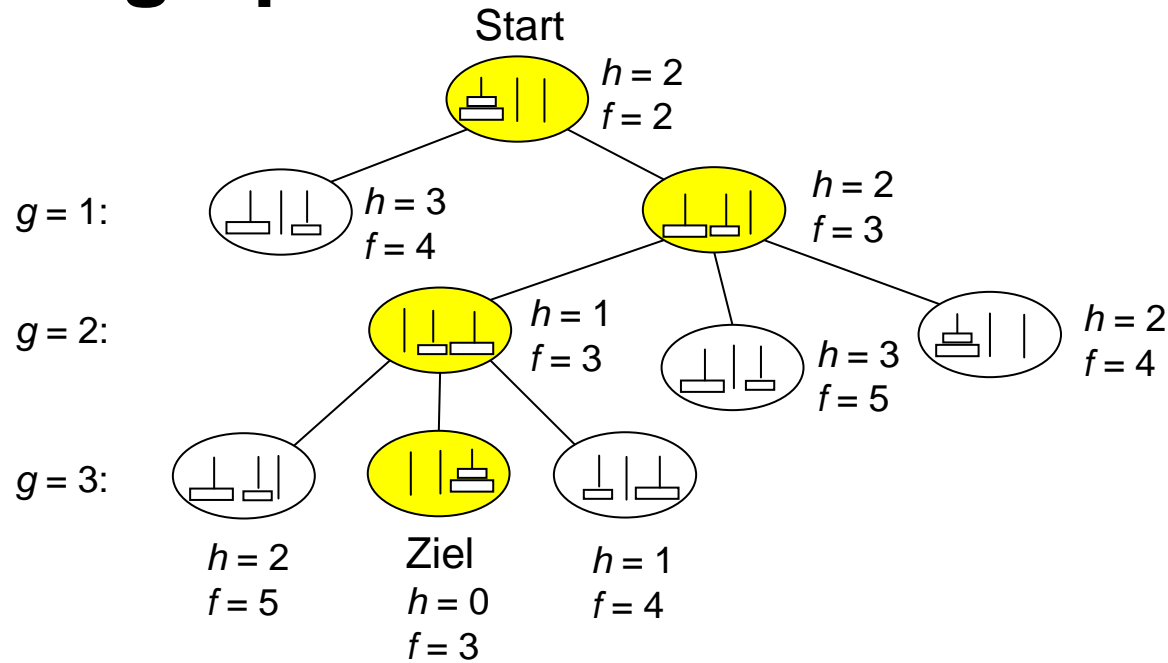 Start
h = 2
f = 2
g = 1:
h = 3
f = 4
h = 2
f = 3
g = 2:
h = 1
f = 3
h = 3
f = 5
h = 2
f = 4
g = 3:
h = 2
f = 5
Ziel
h = 0
f = 3
h = 1
f = 4